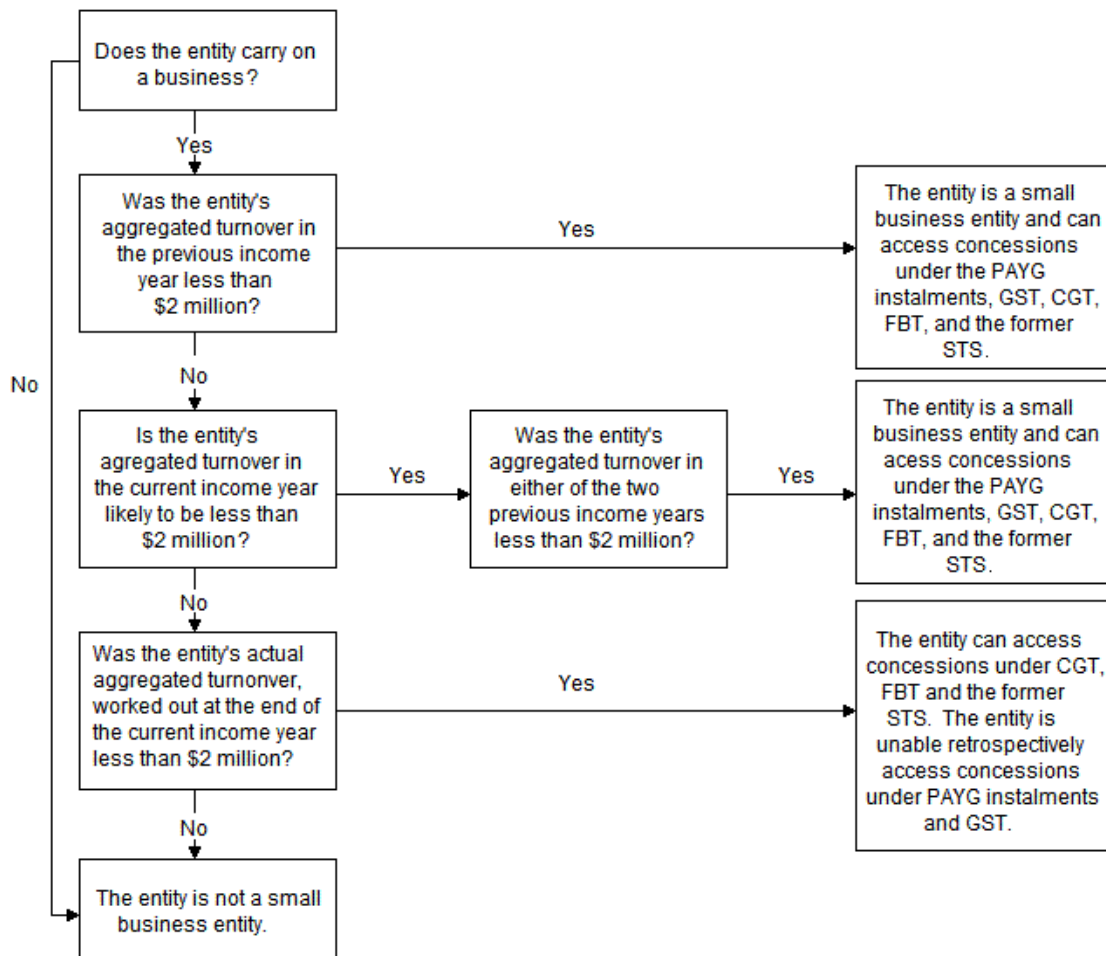 Does the entity carry on
a business?
Yes
Was the entity's
aggregated turnover in
the previous income
year less than
$2 million?
Yes
The entity is a small
business entity and can
access concessions
under the PAYG
instalments, GST, CGT,
FBT, and the former
STS.
No
No
Is the entity's
agregated turnover in
the current income year
likely to be less than
$2 million?
Yes
Was the entity's
aggregated turnover in
either of the two
previous income years
less than $2 million?
Yes
The entity is a small
business entity and can
acess concessions
under the PAYG
instalments, GST, CGT,
FBT, and the former
STS.
No
Was the entity's actual
aggregated turnonver,
worked out at the end of
the current income year
less than $2 million?
Yes
The entity can access
concessions under CGT,
FBT and the former
STS. The entity is
unable retrospectively
access concessions
under PAYG instalments
and GST.
No
The entity is not a small
business entity.